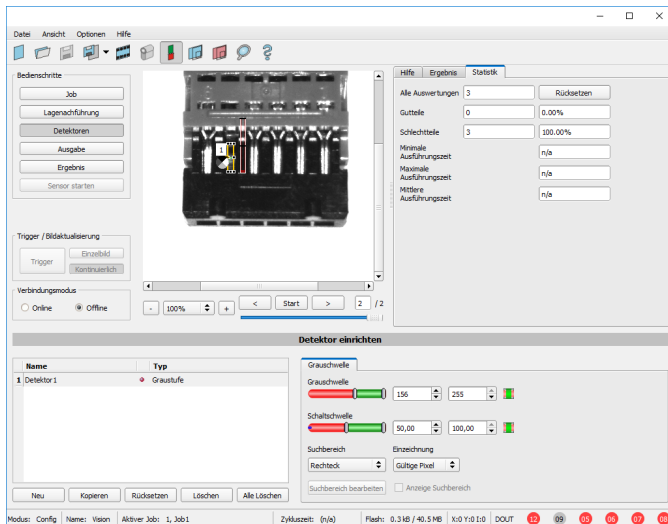 Datei Ansicht Optionen Hilfe
Bedienschritte
Job
Lagenachführung
Detektoren
Ausgabe
Ergebnis
Sensor starten
Trigger / Bildaktualisierung
Trigger
Einzelbild
Kontinuierlich
Verbindungsmodus
Online Offline
1
- 100% + < Start > 2 / 2
Hilfe Ergebnis Statistik
Alle Auswertungen 3 Rücksetzen
Gutteile 0 0.00%
Schlechtteile 3 100.00%
Minimale
Ausführungszeit n/a
Maximale
Ausführungszeit n/a
Mittlere
Ausführungszeit n/a
Detektor einrichten
Name Typ
1 Detektor1 Graustufe
Neu Kopieren Rücksetzen Löschen Alle Löschen
Grauschwelle
Grauschwelle
156 255
Schaltschwelle
50,00 100,00
Suchbereich Einzeichnung
Rechteck Gültige Pixel
Suchbereich bearbeiten Anzeige Suchbereich
Modus: Config Name: Vision Aktiver Job: 1, Job1 Zykluszeit: (n/a) Flash: 0.3 kB / 40.5 MB X:0 Y:0 I:0 DOUT 12 09 05 06 07 08